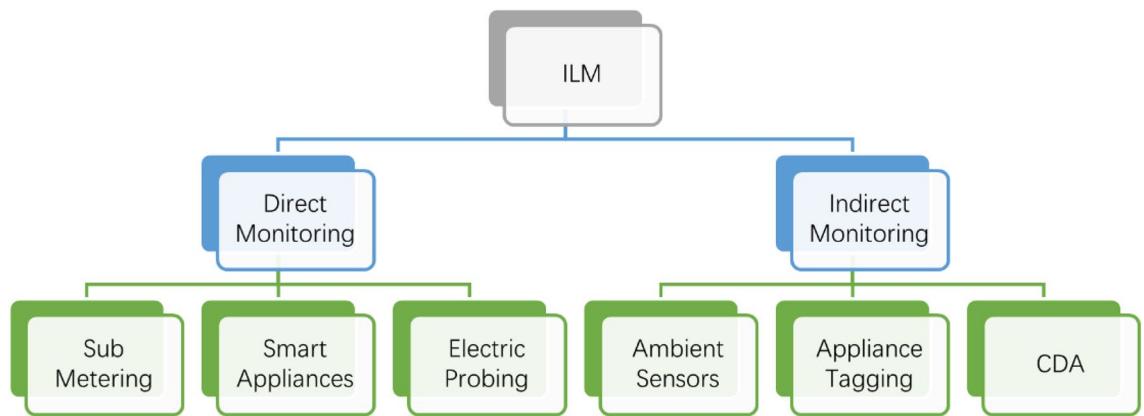 ILM
Direct
Monitoring
Indirect
Monitoring
Sub
Metering
Smart
Appliances
Electric
Probing
Ambient
Sensors
Appliance
Tagging
CDA